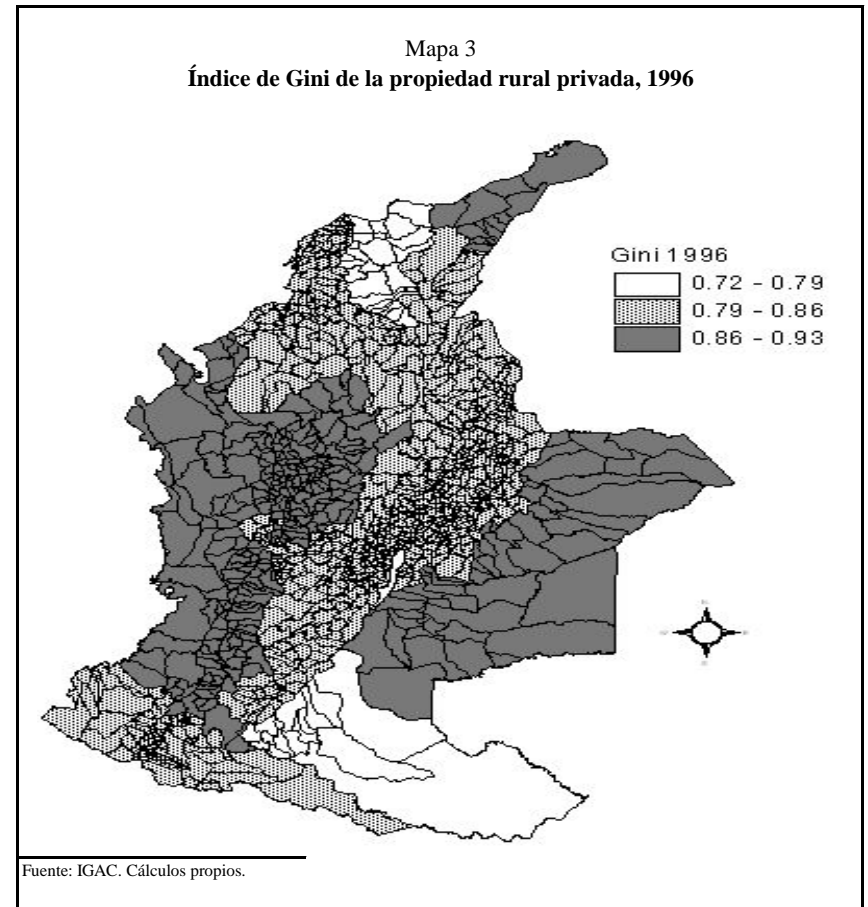 Mapa 3
Índice de Gini de la propiedad rural privada, 1996
Gini 1996
0.72 - 0.79
0.79 - 0.86
0.86 - 0.93
Fuente: IGAC. Cálculos propios.